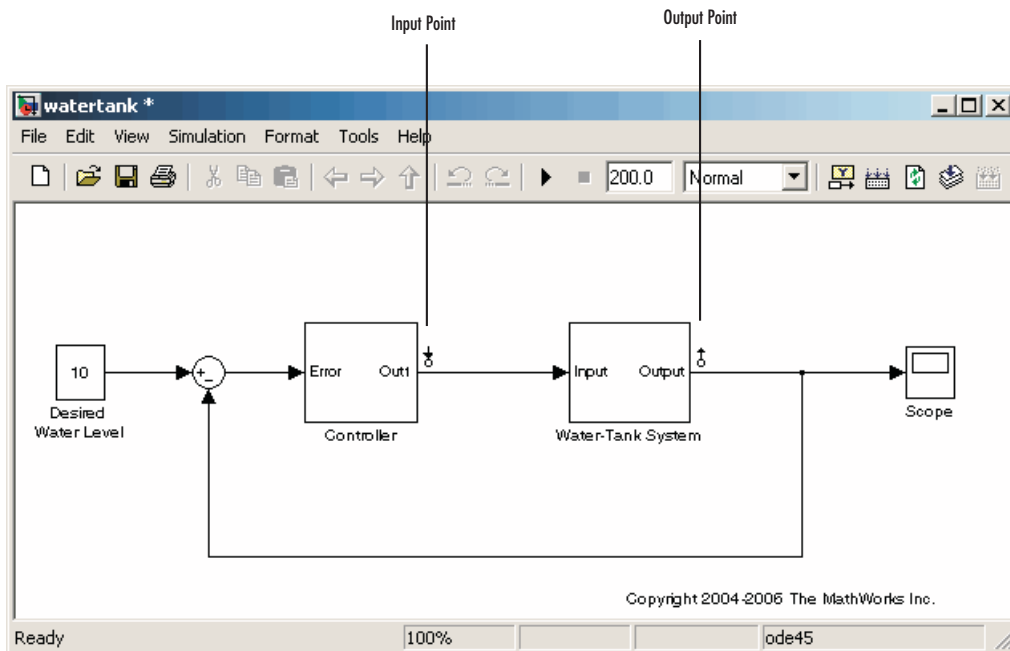 Input Point
Output Point
watertank *
File Edit View Simulation Format Tools Help
200.0 Normal
10
Desired
Water Level
+
-
Error Out1
Controller
Input Output
Water-Tank System
Scope
Copyright 2004-2006 The MathWorks Inc.
Ready 100% ode45